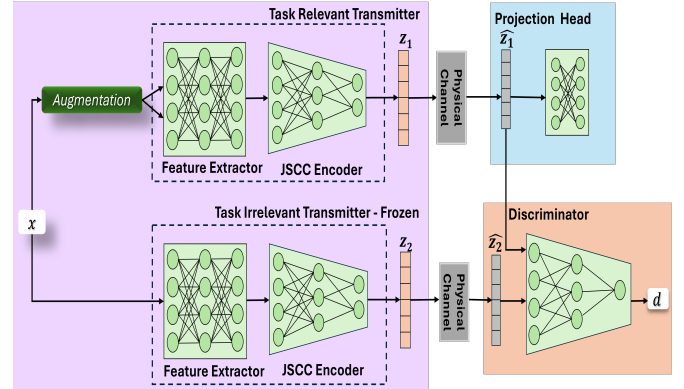 Task Relevant Transmitter
Augmentation
Feature Extractor
JSCC Encoder
z₁
Physical
Channel
Projection Head
ẑ₁
x
Task Irrelevant Transmitter - Frozen
Feature Extractor
JSCC Encoder
z₂
Physical
Channel
Discriminator
ẑ₂
d